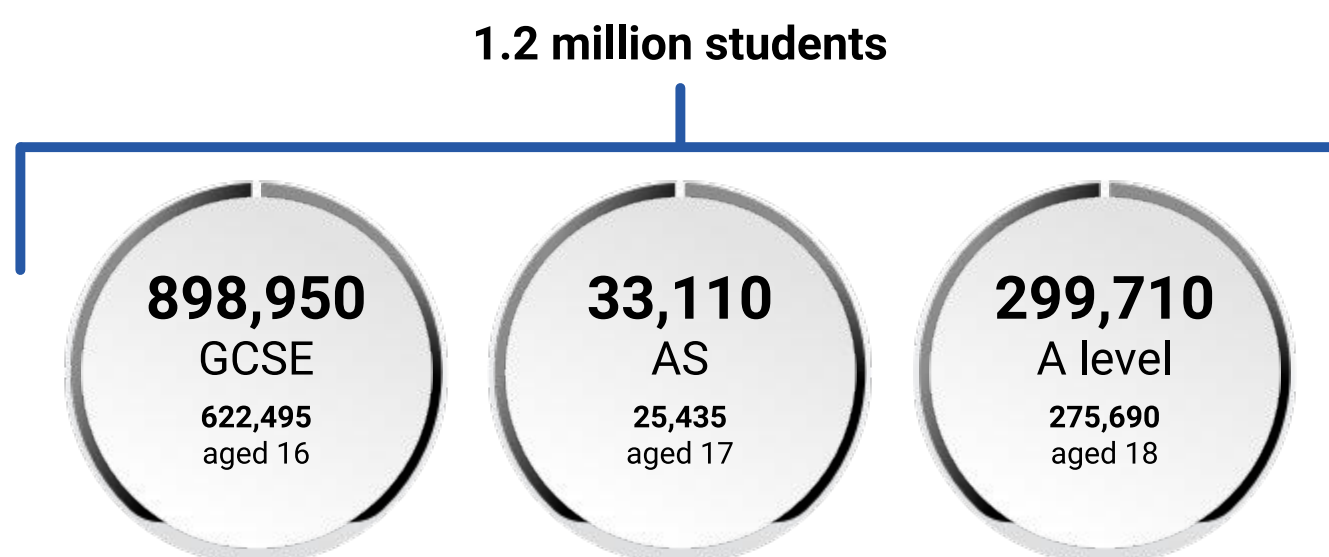 1.2 million students
898,950
GCSE
622,495
aged 16
33,110
AS
25,435
aged 17
299,710
A level
275,690
aged 18